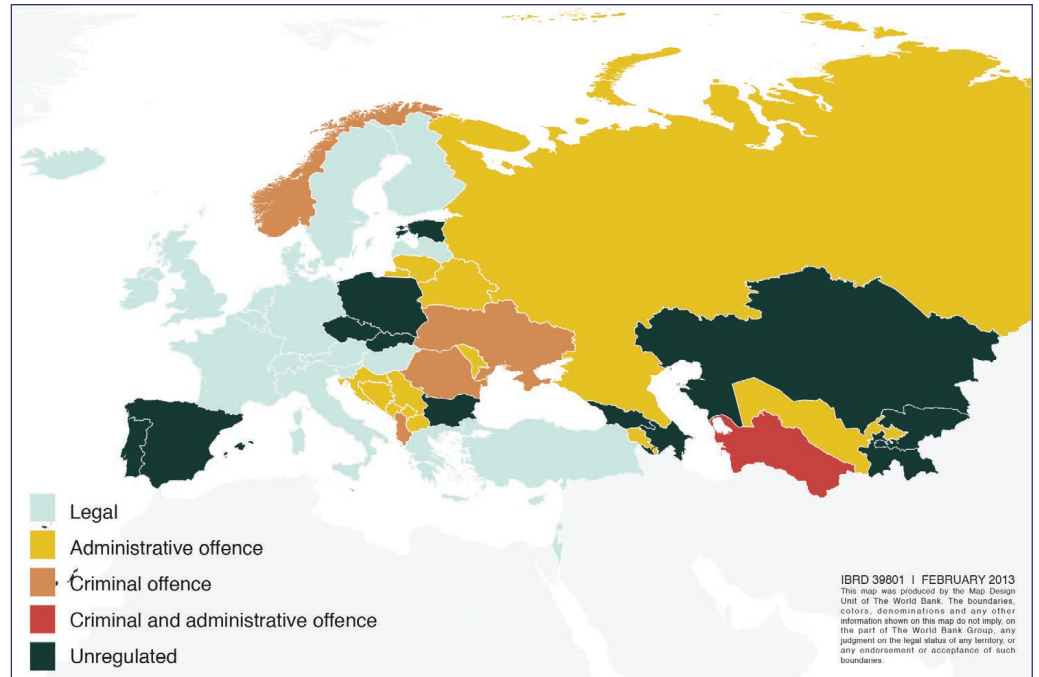 Legal
Administrative offence
Criminal offence
Criminal and administrative offence
Unregulated
IBRD 39801 | FEBRUARY 2013
This map was produced by the Map Design
Unit of The World Bank. The boundaries,
colors, denominations and any other
information shown on this map do not imply, on
the part of The World Bank Group, any
judgment on the legal status of any territory, or
any endorsement or acceptance of such
boundaries.